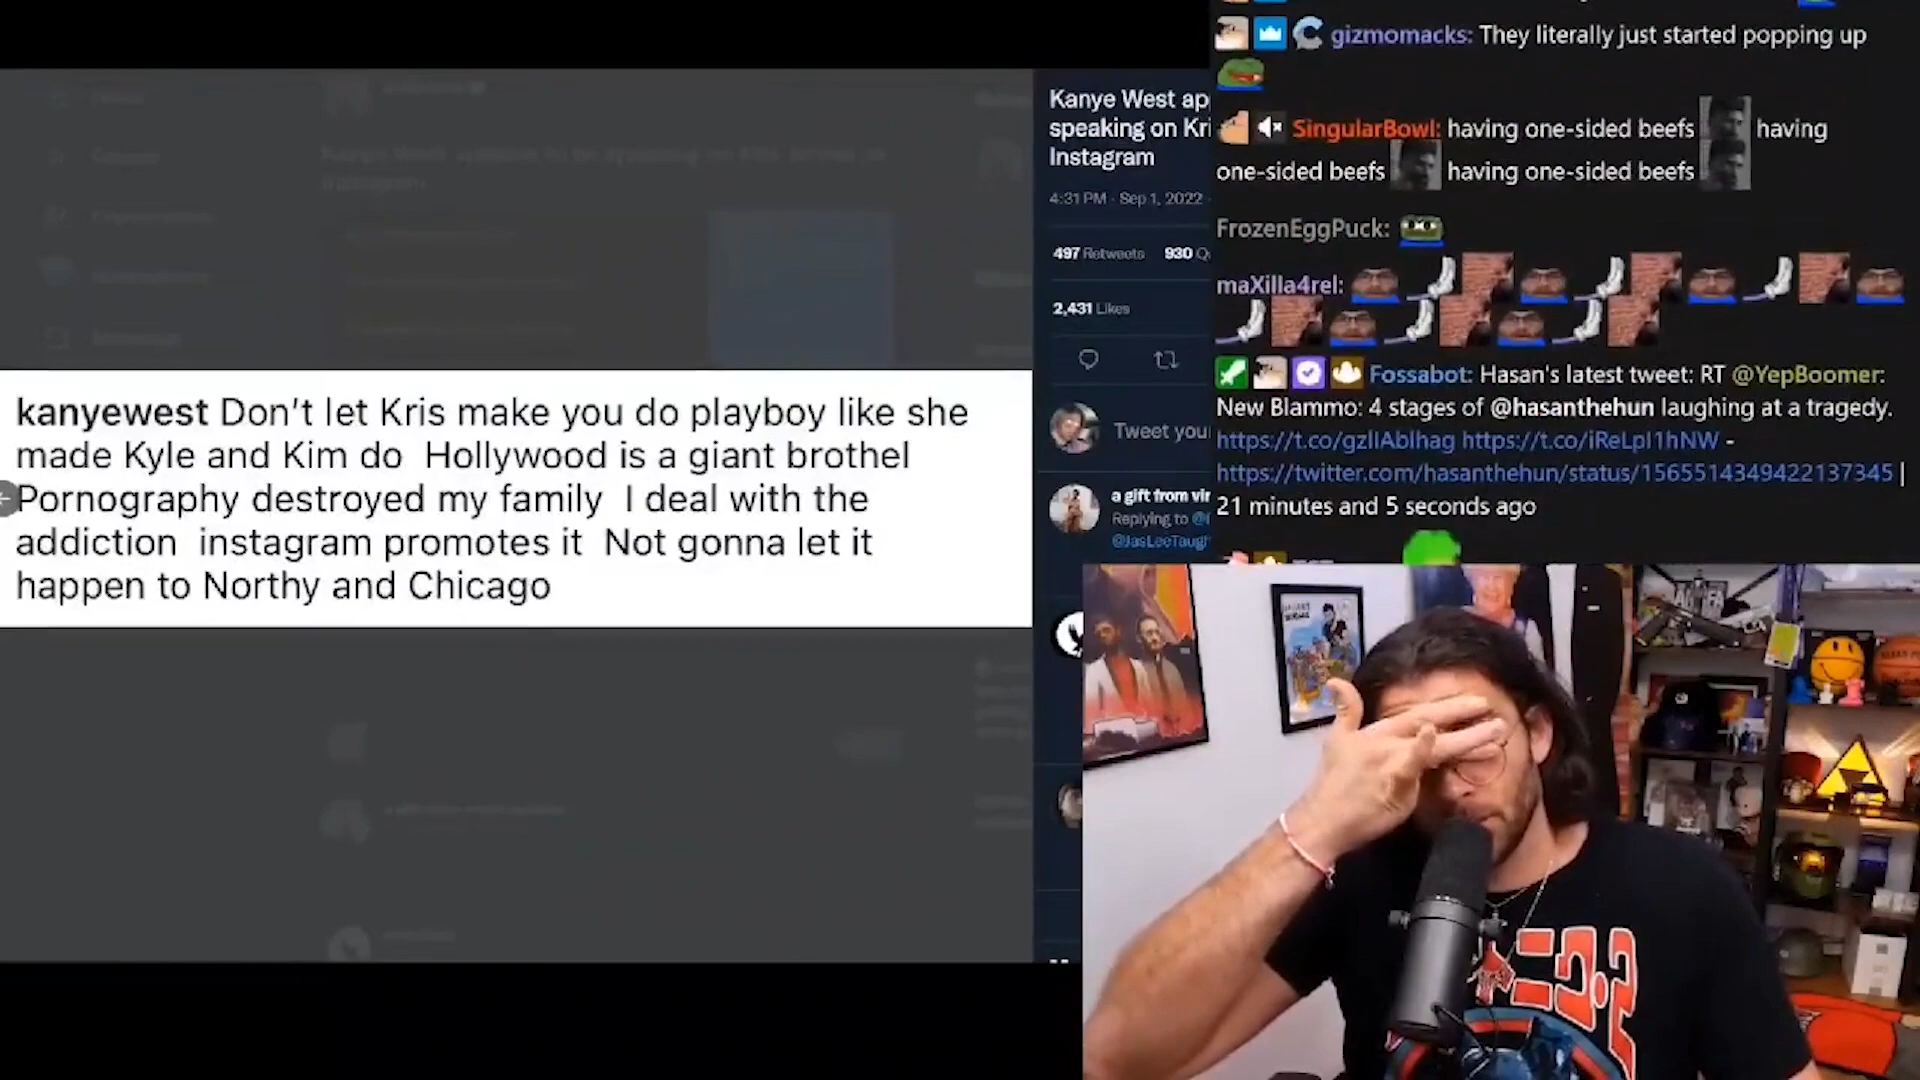 kanyewest Don't let Kris make you do playboy like she
made Kyle and Kim do Hollywood is a giant brothel
Pornography destroyed my family I deal with the
addiction instagram promotes it Not gonna let it
happen to Northy and Chicago
Kanye West ap
speaking on Kri
Instagram
4:31 PM · Sep 1, 2022
497 Retweets 930 Q
2,431 Likes
Tweet your
a gift from vir
Replying to
@JasLeeTaugh
gizmomacks: They literally just started popping up
SingularBowl: having one-sided beefs having
one-sided beefs having one-sided beefs
FrozenEggPuck:
maXilla4rel:
Fossabot: Hasan's latest tweet: RT @YepBoomer:
New Blammo: 4 stages of @hasanthehun laughing at a tragedy.
https://t.co/gzllAblhag https://t.co/iReLpI1hNW -
https://twitter.com/hasanthehun/status/1565514349422137345 |
21 minutes and 5 seconds ago